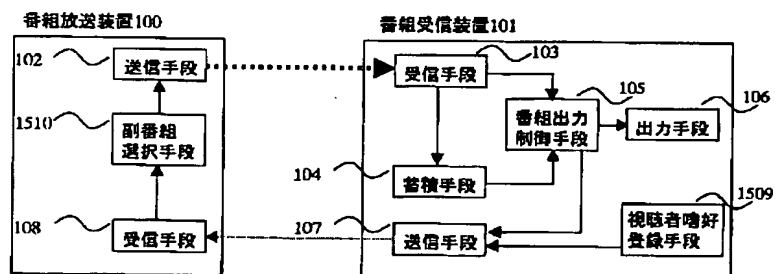 番組放送装置100
102
送信手段
1510
副番組
選択手段
108
受信手段
番組受信装置101
103
受信手段
105
番組出力
制御手段
106
出力手段
104
蓄積手段
107
送信手段
1509
視聴者嗜好
登録手段